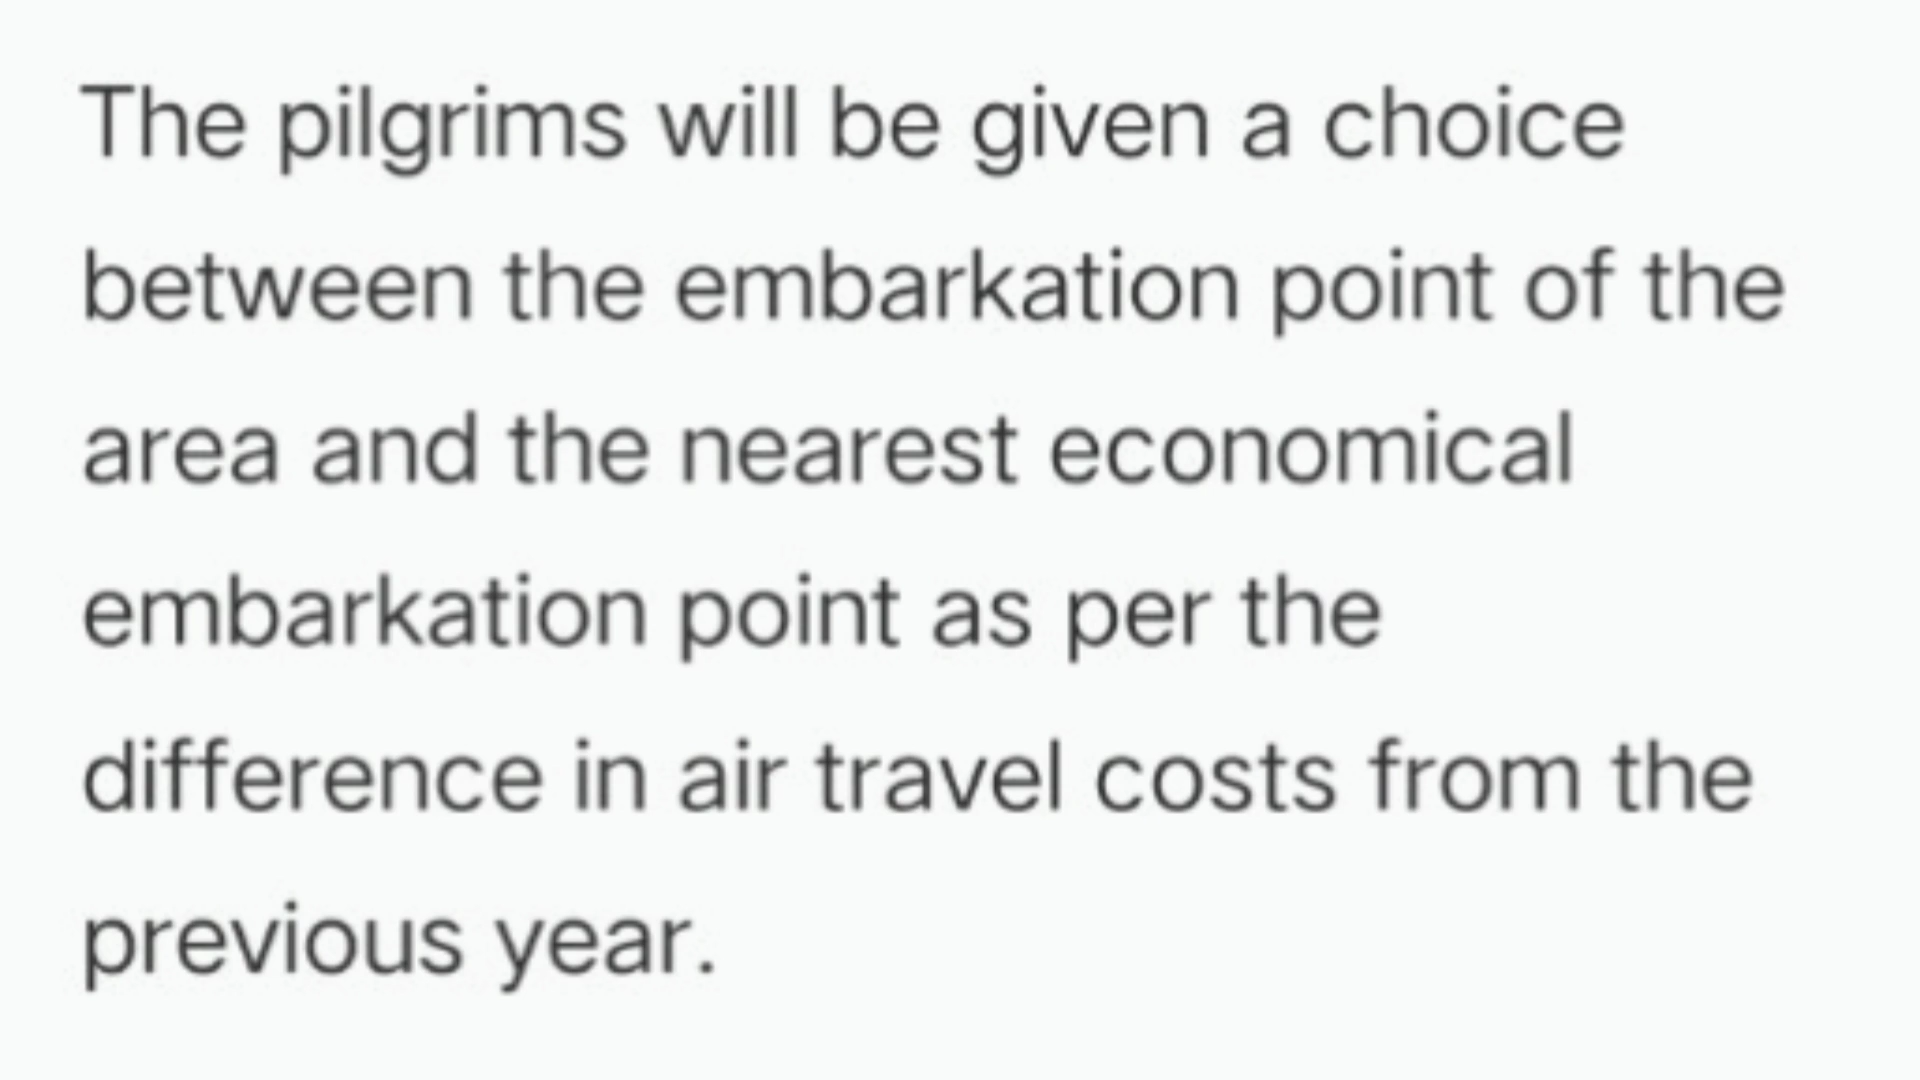 The pilgrims will be given a choice
between the embarkation point of the
area and the nearest economical
embarkation point as per the
difference in air travel costs from the
previous year.